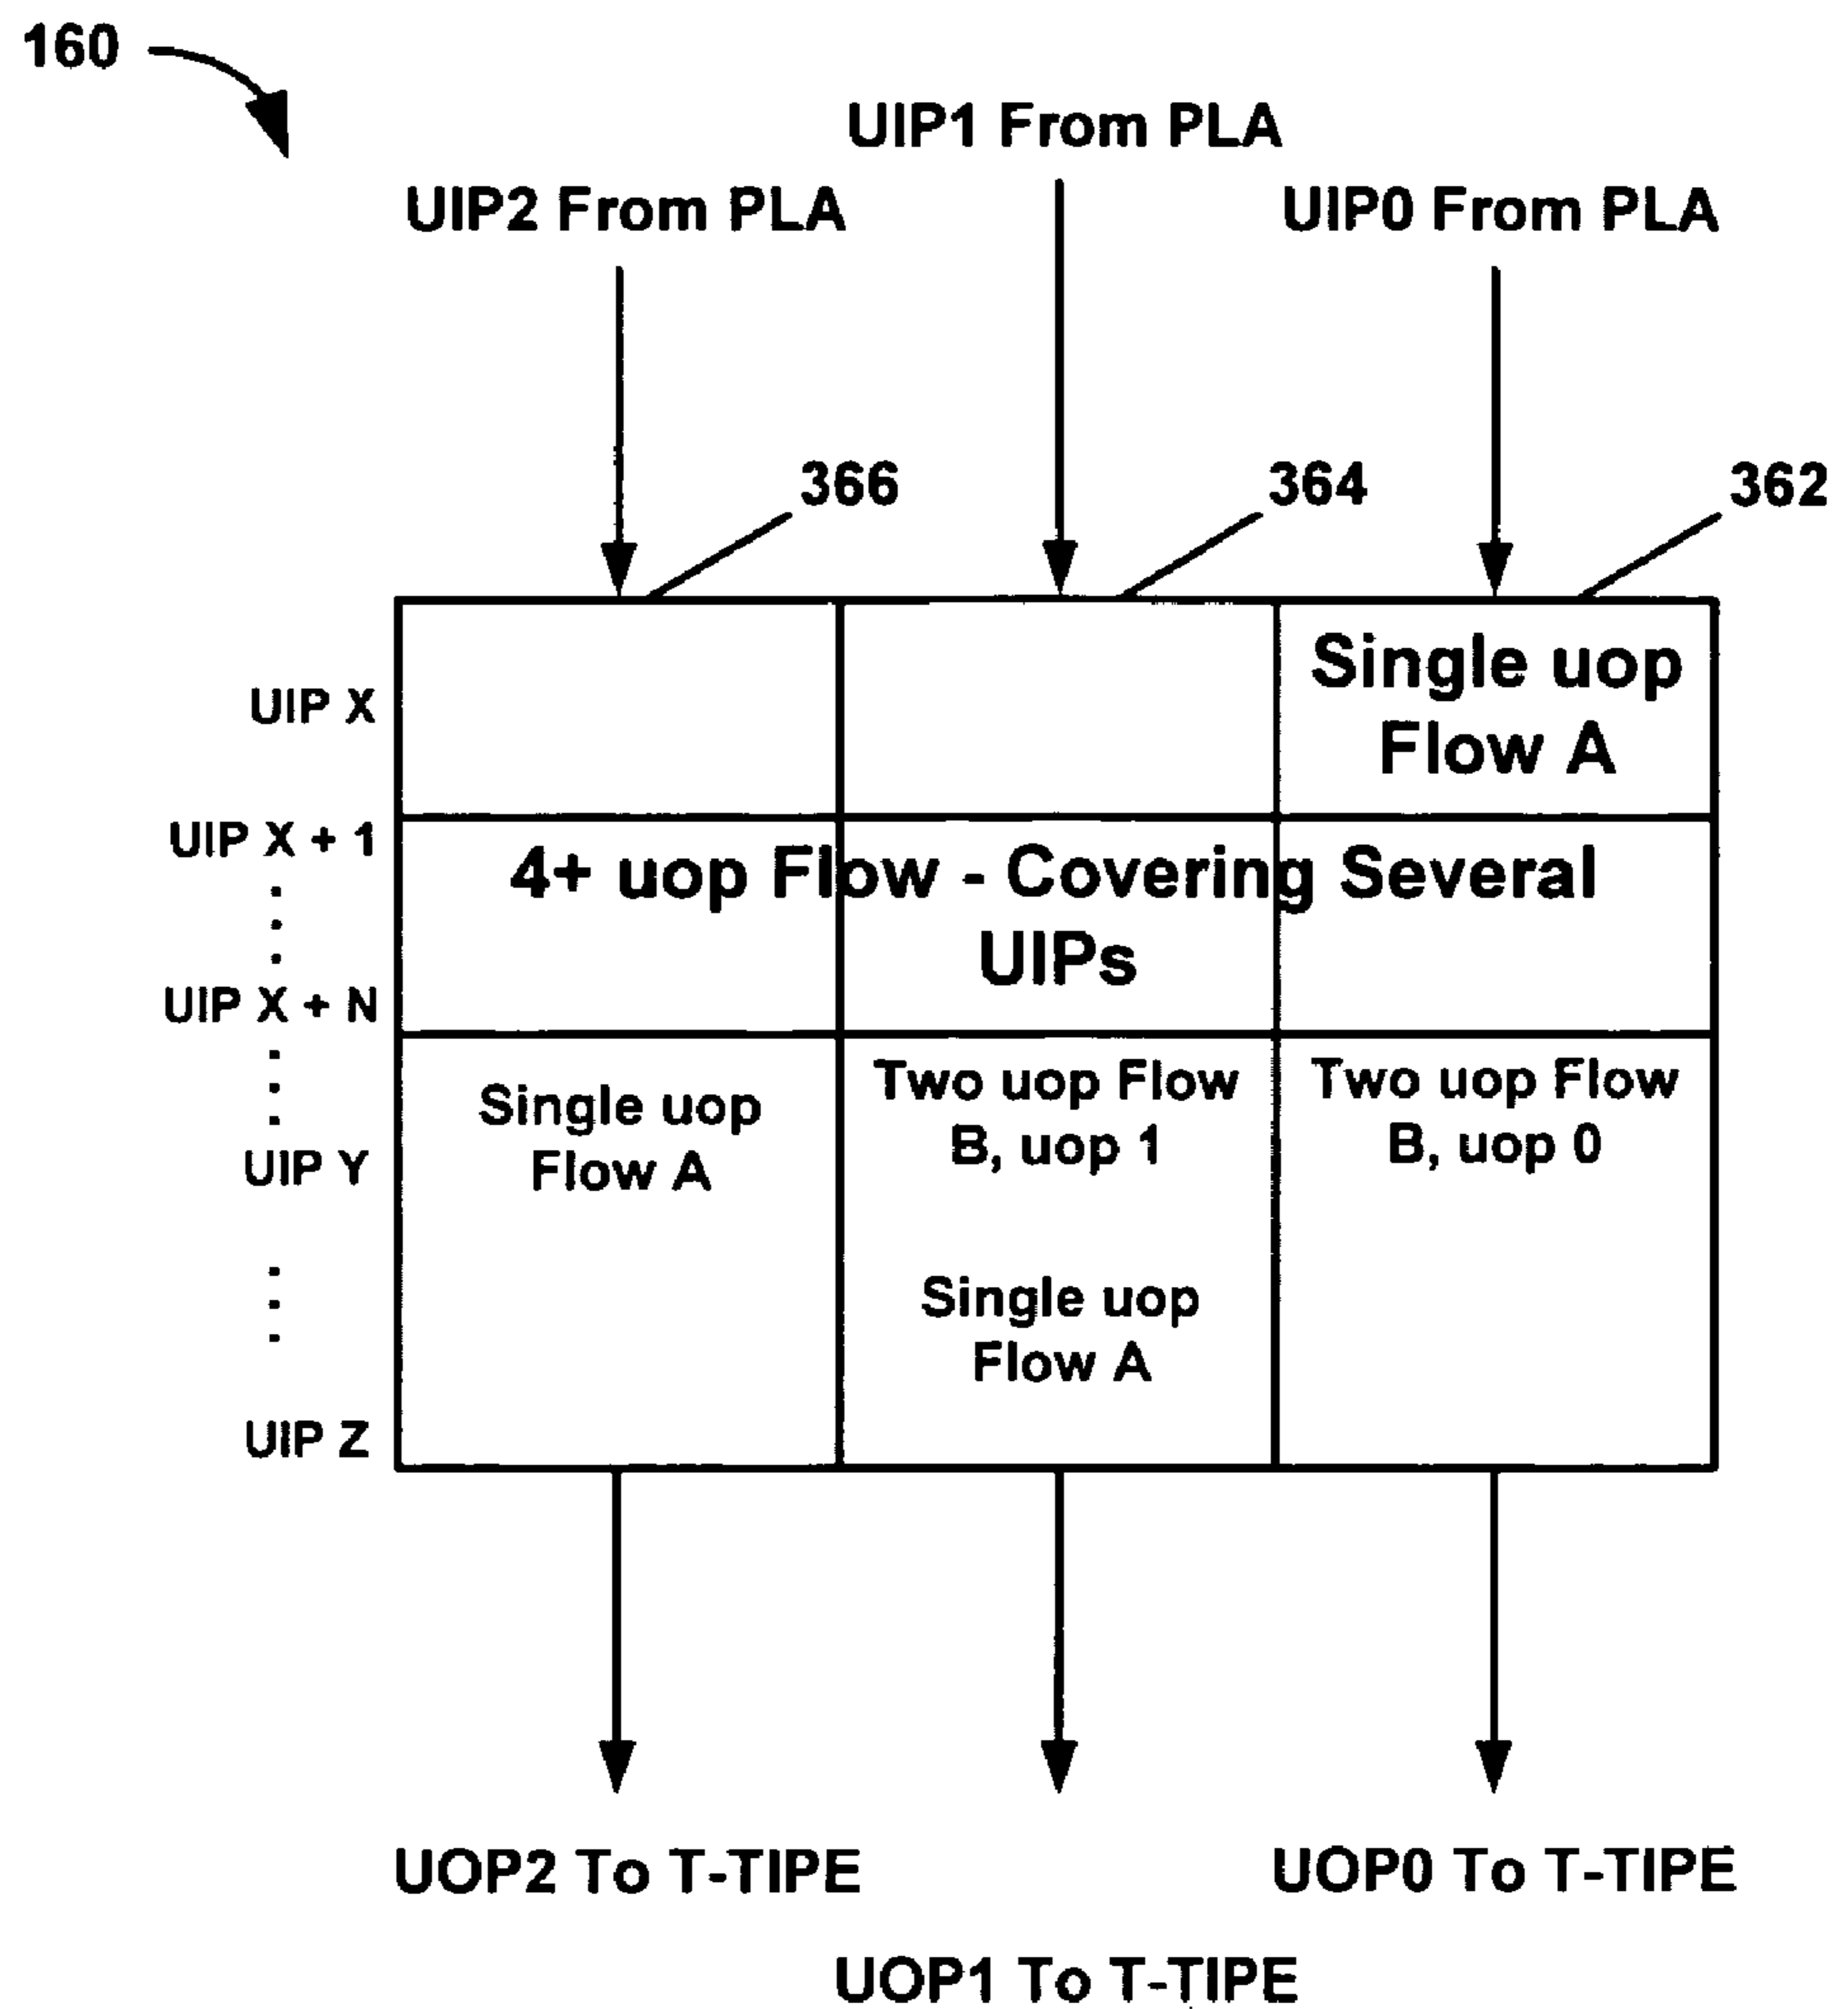 160
UIP1 From PLA
UIP2 From PLA
UIP0 From PLA
366
364
362
UIP X
Single uop
Flow A
UIP X + 1
4+ uop Flow - Covering Several
UIPs
UIP X + N
Single uop
Flow A
Two uop Flow
B, uop 1
Two uop Flow
B, uop 0
UIP Y
Single uop
Flow A
UIP Z
UOP2 To T-TIPE
UOP0 To T-TIPE
UOP1 To T-TIPE